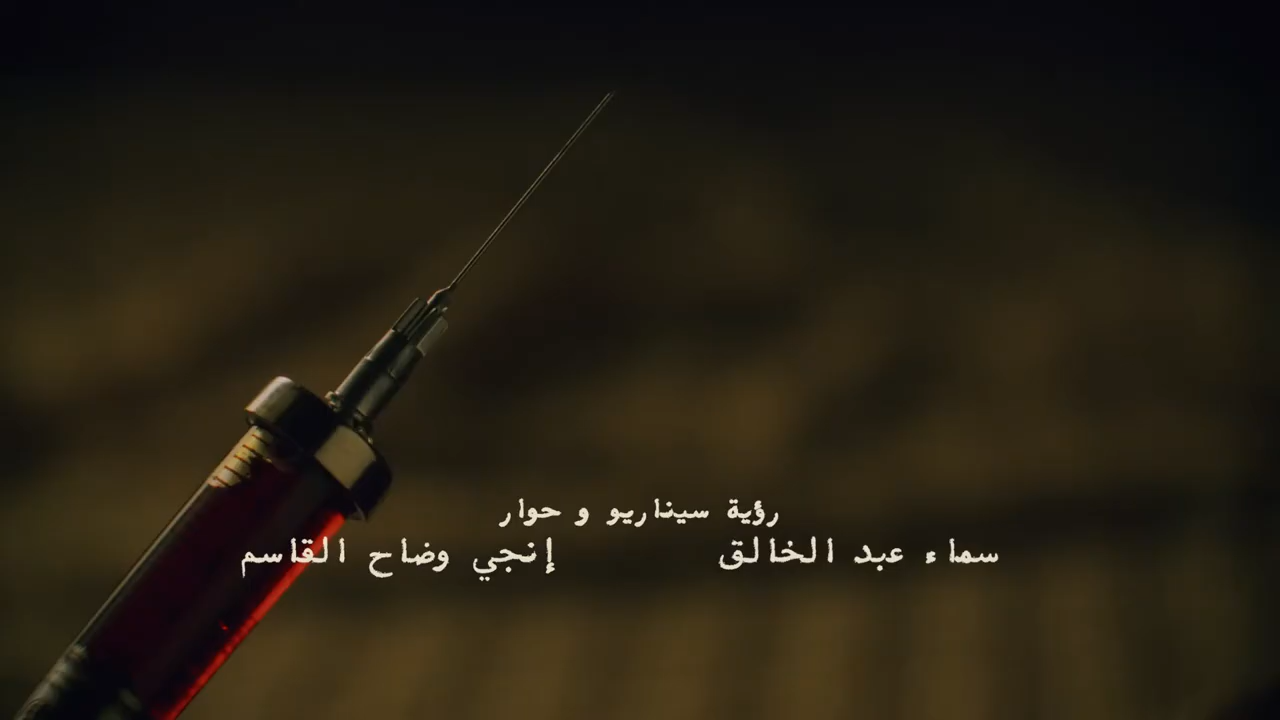 رؤية سيناريو و حوار
سماء عبد الخالق إنجي وضاح القاسم